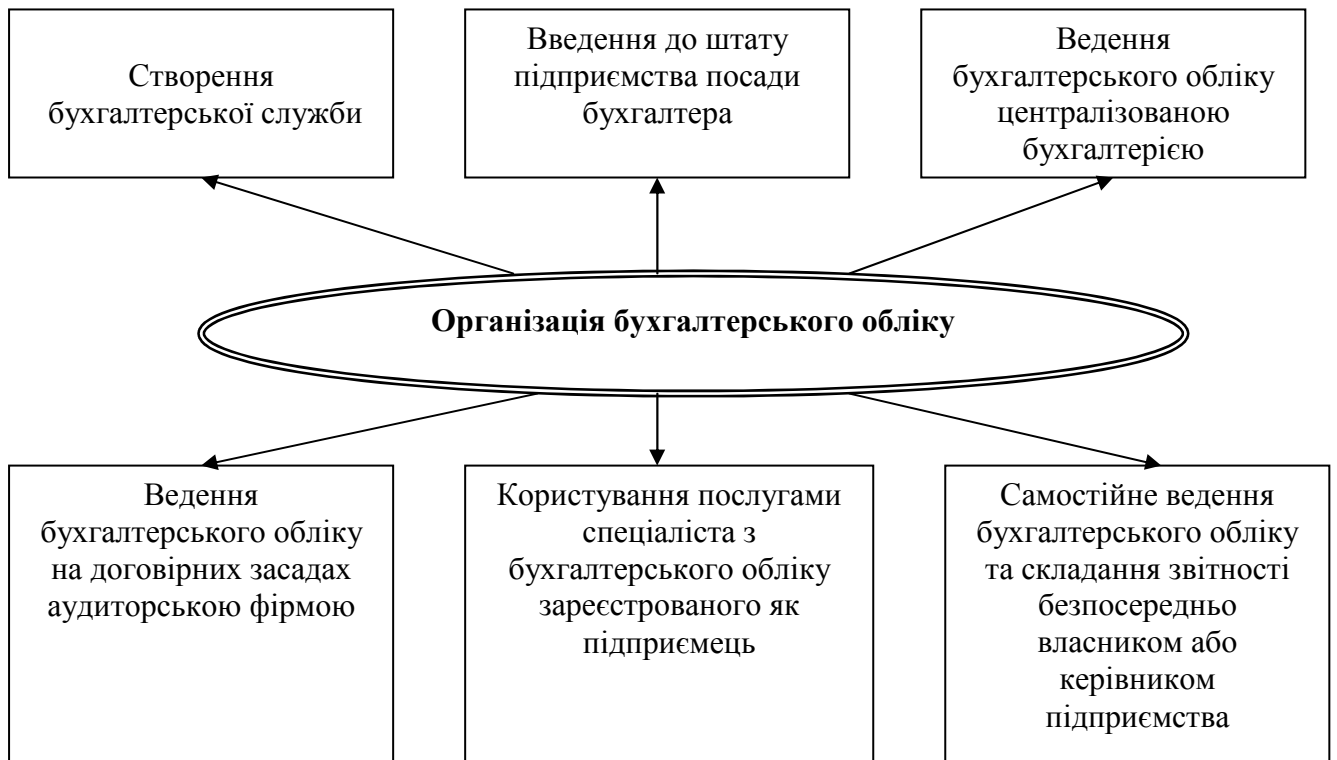 Створення
бухгалтерської служби
Введення до штату
підприємства посади
бухгалтера
Ведення
бухгалтерського обліку
централізованою
бухгалтерією
Організація бухгалтерського обліку
Ведення
бухгалтерського обліку
на договірних засадах
аудиторською фірмою
Користування послугами
спеціаліста з
бухгалтерського обліку
зареєстрованого як
підприємець
Самостійне ведення
бухгалтерського обліку
та складання звітності
безпосередньо
власником або
керівником
підприємства